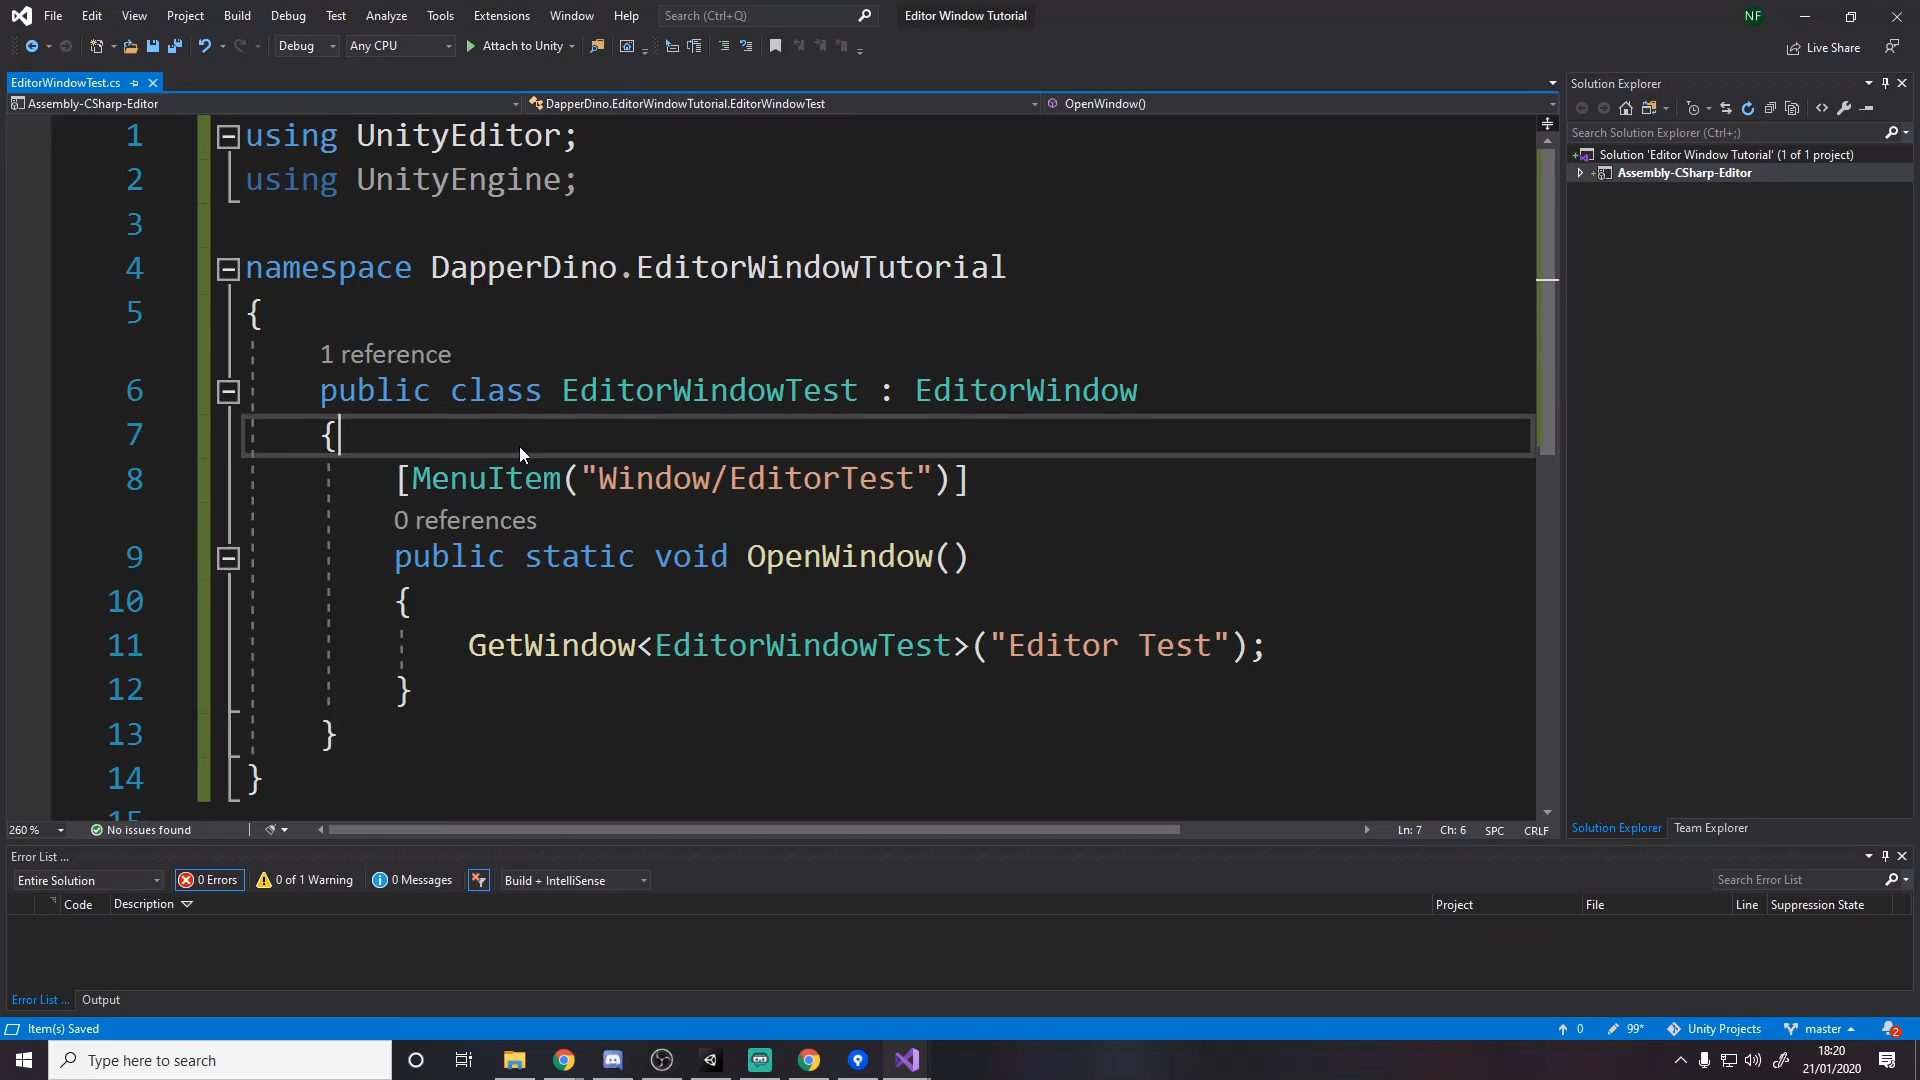 File Edit View Project Build Debug Test Analyze Tools Extensions Window Help Search (Ctrl+Q) Editor Window Tutorial NF
Debug Any CPU Attach to Unity Live Share
EditorWindowTest.cs
Assembly-CSharp-Editor DapperDino.EditorWindowTutorial.EditorWindowTest OpenWindow()
1 using UnityEditor;
2 using UnityEngine;
3
4 namespace DapperDino.EditorWindowTutorial
5 {
1 reference
6 public class EditorWindowTest : EditorWindow
7 {
8 [MenuItem("Window/EditorTest")]
0 references
9 public static void OpenWindow()
10 {
11 GetWindow<EditorWindowTest>("Editor Test");
12 }
13 }
14 }
15
260 % No issues found Ln: 7 Ch: 6 SPC CRLF
Solution Explorer
Search Solution Explorer (Ctrl+;)
Solution 'Editor Window Tutorial' (1 of 1 project)
Assembly-CSharp-Editor
Solution Explorer Team Explorer
Error List ...
Entire Solution 0 Errors 0 of 1 Warning 0 Messages Build + IntelliSense Search Error List
Code Description Project File Line Suppression State
Error List ... Output
Item(s) Saved 0 99* Unity Projects master 2
Type here to search
18:20
21/01/2020